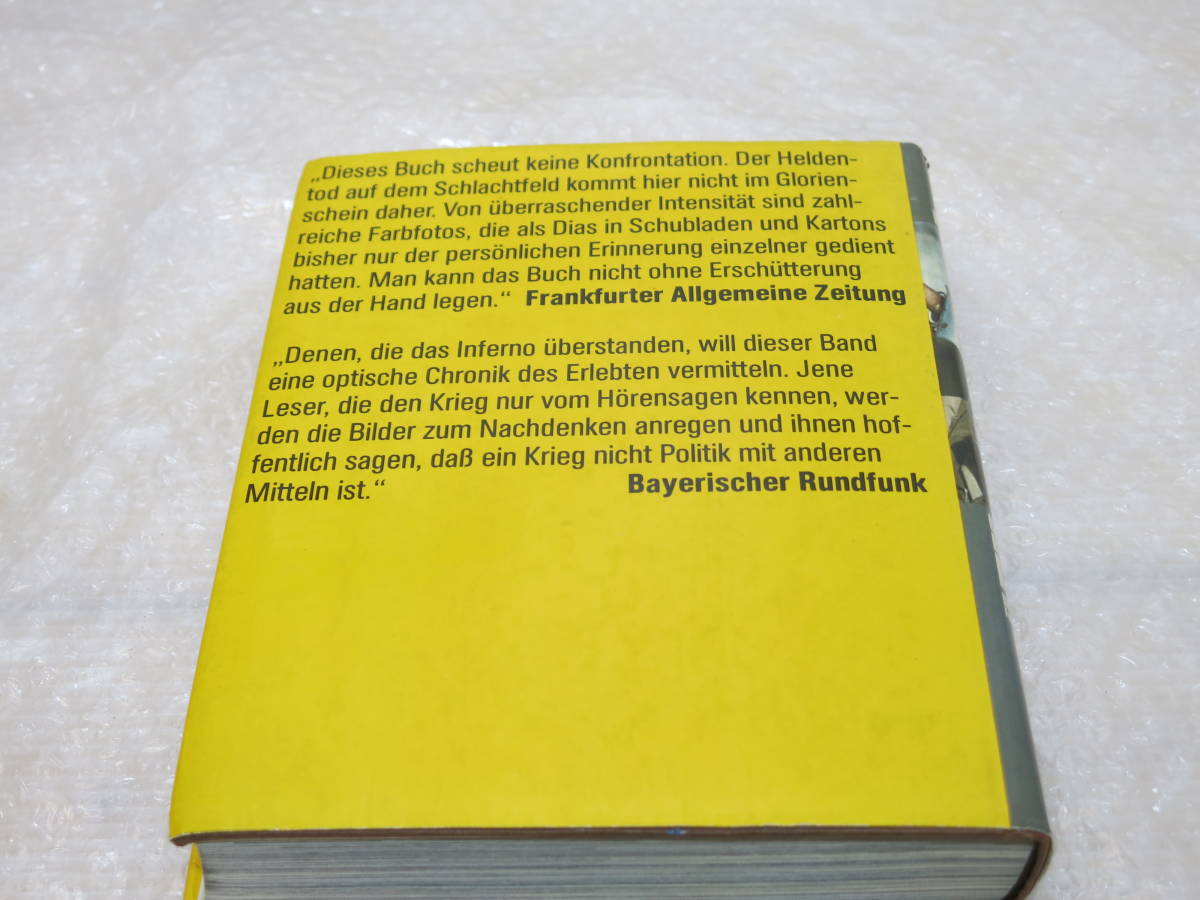 „Dieses Buch scheut keine Konfrontation. Der Helden-
tod auf dem Schlachtfeld kommt hier nicht im Glorien-
schein daher. Von überraschender Intensität sind zahl-
reiche Farbfotos, die als Dias in Schubladen und Kartons
bisher nur der persönlichen Erinnerung einzelner gedient
hatten. Man kann das Buch nicht ohne Erschütterung
aus der Hand legen.“ Frankfurter Allgemeine Zeitung
„Denen, die das Inferno überstanden, will dieser Band
eine optische Chronik des Erlebten vermitteln. Jene
Leser, die den Krieg nur vom Hörensagen kennen, wer-
den die Bilder zum Nachdenken anregen und ihnen hof-
fentlich sagen, daß ein Krieg nicht Politik mit anderen
Mitteln ist.“ Bayerischer Rundfunk